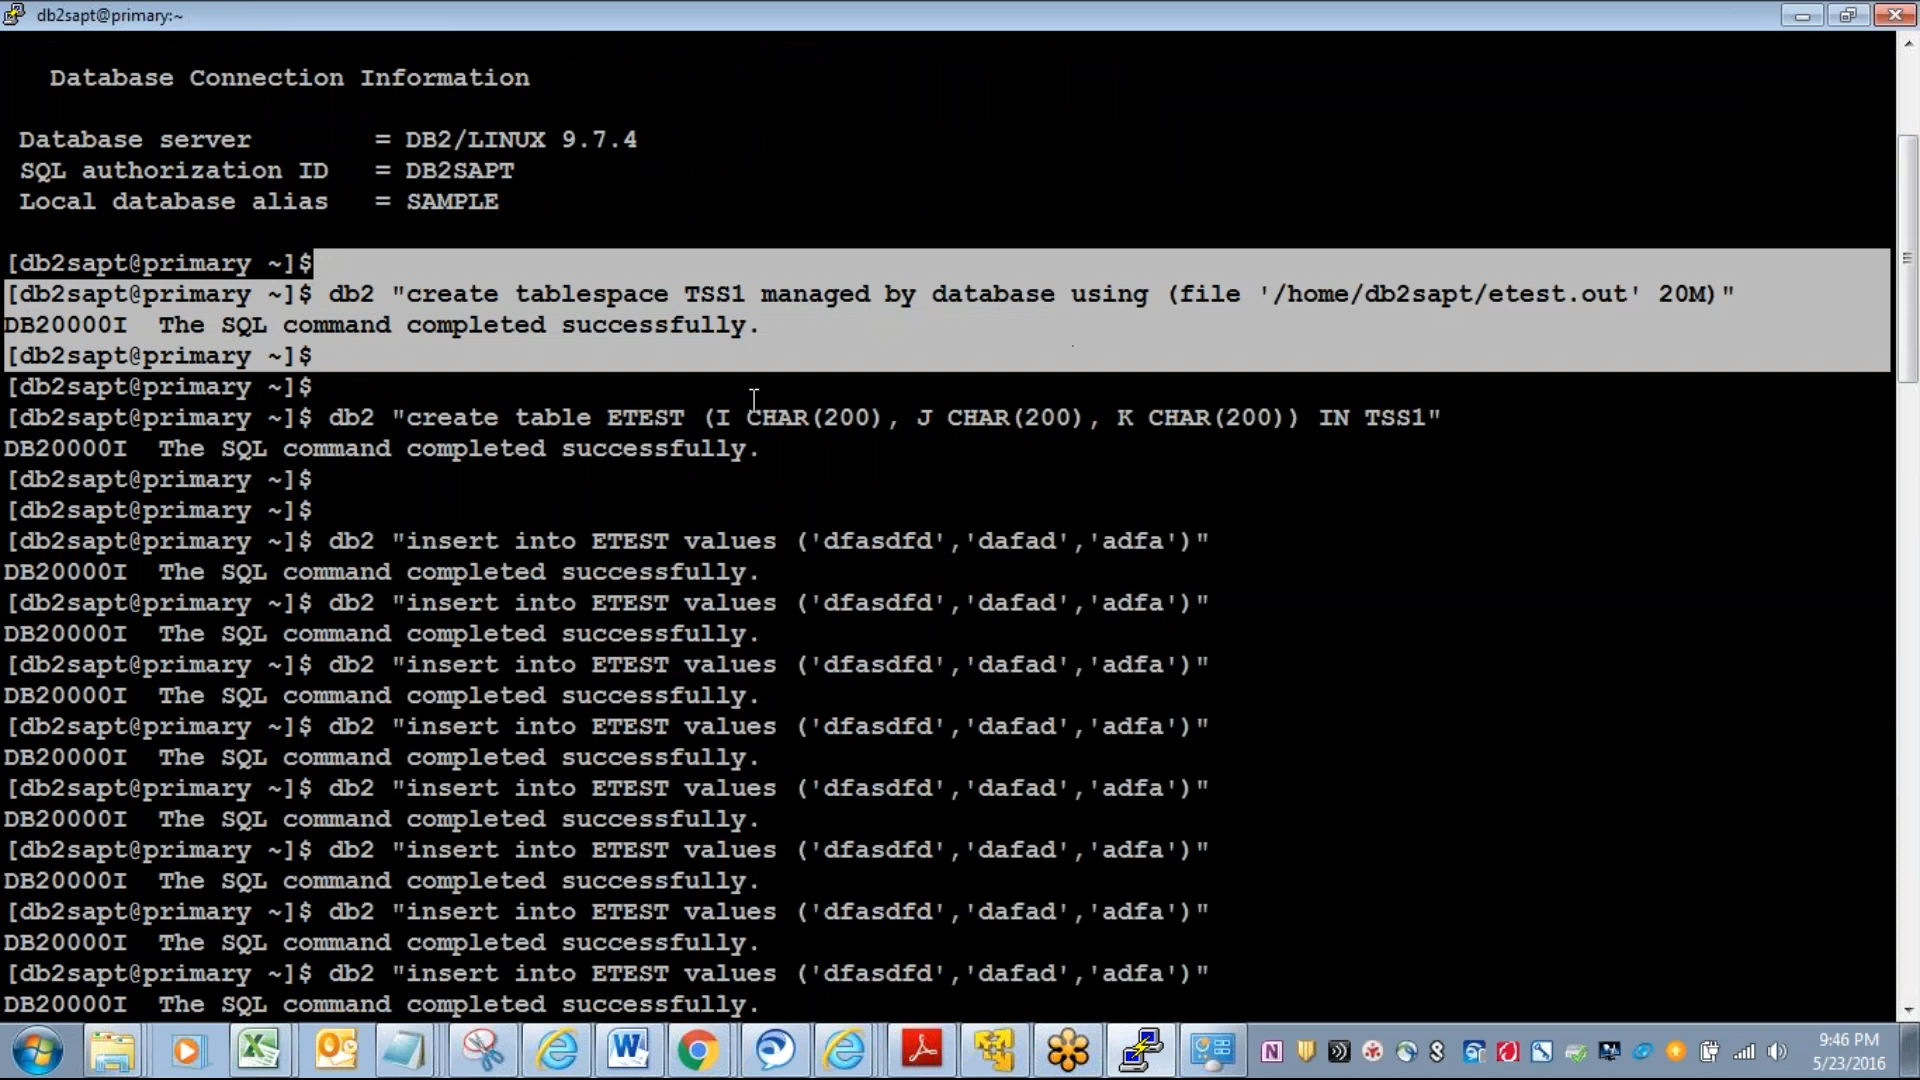 db2sapt@primary:~
Database Connection Information
Database server        = DB2/LINUX 9.7.4
SQL authorization ID   = DB2SAPT
Local database alias   = SAMPLE
[db2sapt@primary ~]$
[db2sapt@primary ~]$ db2 "create tablespace TSS1 managed by database using (file '/home/db2sapt/etest.out' 20M)"
DB20000I  The SQL command completed successfully.
[db2sapt@primary ~]$
[db2sapt@primary ~]$
[db2sapt@primary ~]$ db2 "create table ETEST (I CHAR(200), J CHAR(200), K CHAR(200)) IN TSS1"
DB20000I  The SQL command completed successfully.
[db2sapt@primary ~]$
[db2sapt@primary ~]$
[db2sapt@primary ~]$ db2 "insert into ETEST values ('dfasdfd','dafad','adfa')"
DB20000I  The SQL command completed successfully.
[db2sapt@primary ~]$ db2 "insert into ETEST values ('dfasdfd','dafad','adfa')"
DB20000I  The SQL command completed successfully.
[db2sapt@primary ~]$ db2 "insert into ETEST values ('dfasdfd','dafad','adfa')"
DB20000I  The SQL command completed successfully.
[db2sapt@primary ~]$ db2 "insert into ETEST values ('dfasdfd','dafad','adfa')"
DB20000I  The SQL command completed successfully.
[db2sapt@primary ~]$ db2 "insert into ETEST values ('dfasdfd','dafad','adfa')"
DB20000I  The SQL command completed successfully.
[db2sapt@primary ~]$ db2 "insert into ETEST values ('dfasdfd','dafad','adfa')"
DB20000I  The SQL command completed successfully.
[db2sapt@primary ~]$ db2 "insert into ETEST values ('dfasdfd','dafad','adfa')"
DB20000I  The SQL command completed successfully.
[db2sapt@primary ~]$ db2 "insert into ETEST values ('dfasdfd','dafad','adfa')"
DB20000I  The SQL command completed successfully.
9:46 PM
5/23/2016